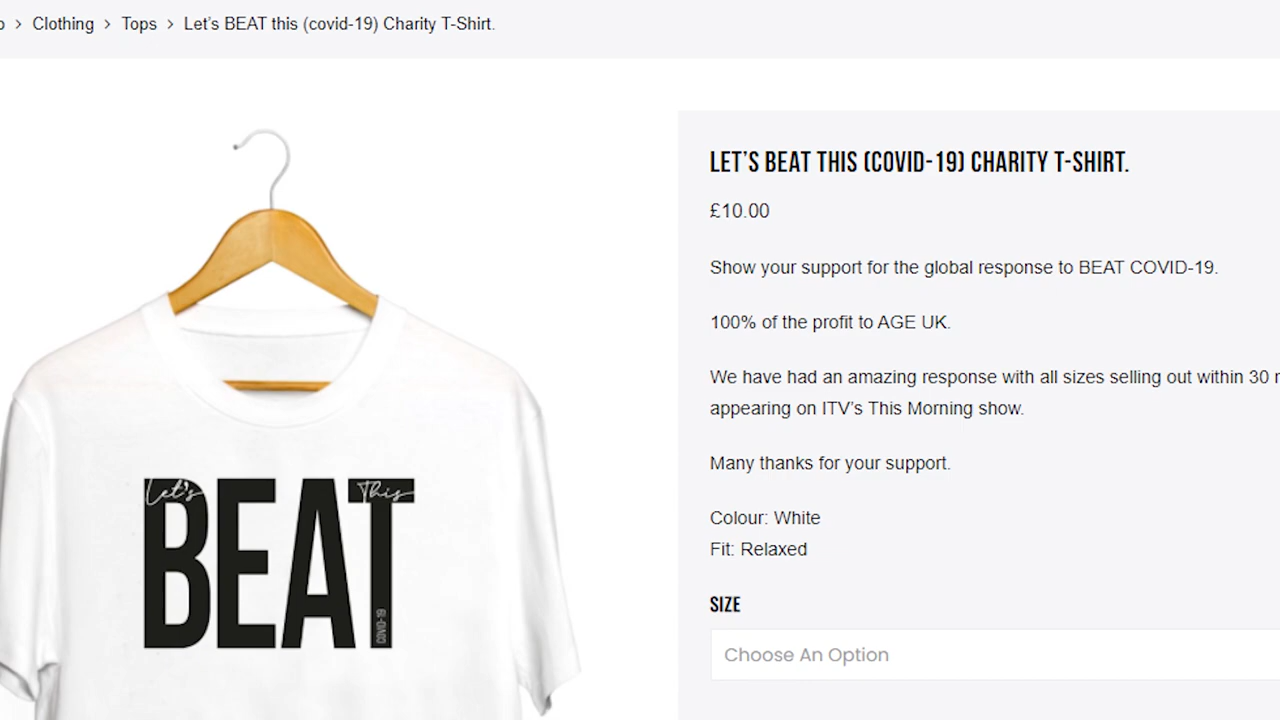 Clothing > Tops > Let's BEAT this (covid-19) Charity T-Shirt.
LET'S BEAT THIS (COVID-19) CHARITY T-SHIRT.
£10.00
Show your support for the global response to BEAT COVID-19.
100% of the profit to AGE UK.
We have had an amazing response with all sizes selling out within 30
appearing on ITV's This Morning show.
Many thanks for your support.
Colour: White
Fit: Relaxed
SIZE
Choose An Option
Let's This
BEAT
COVID-19